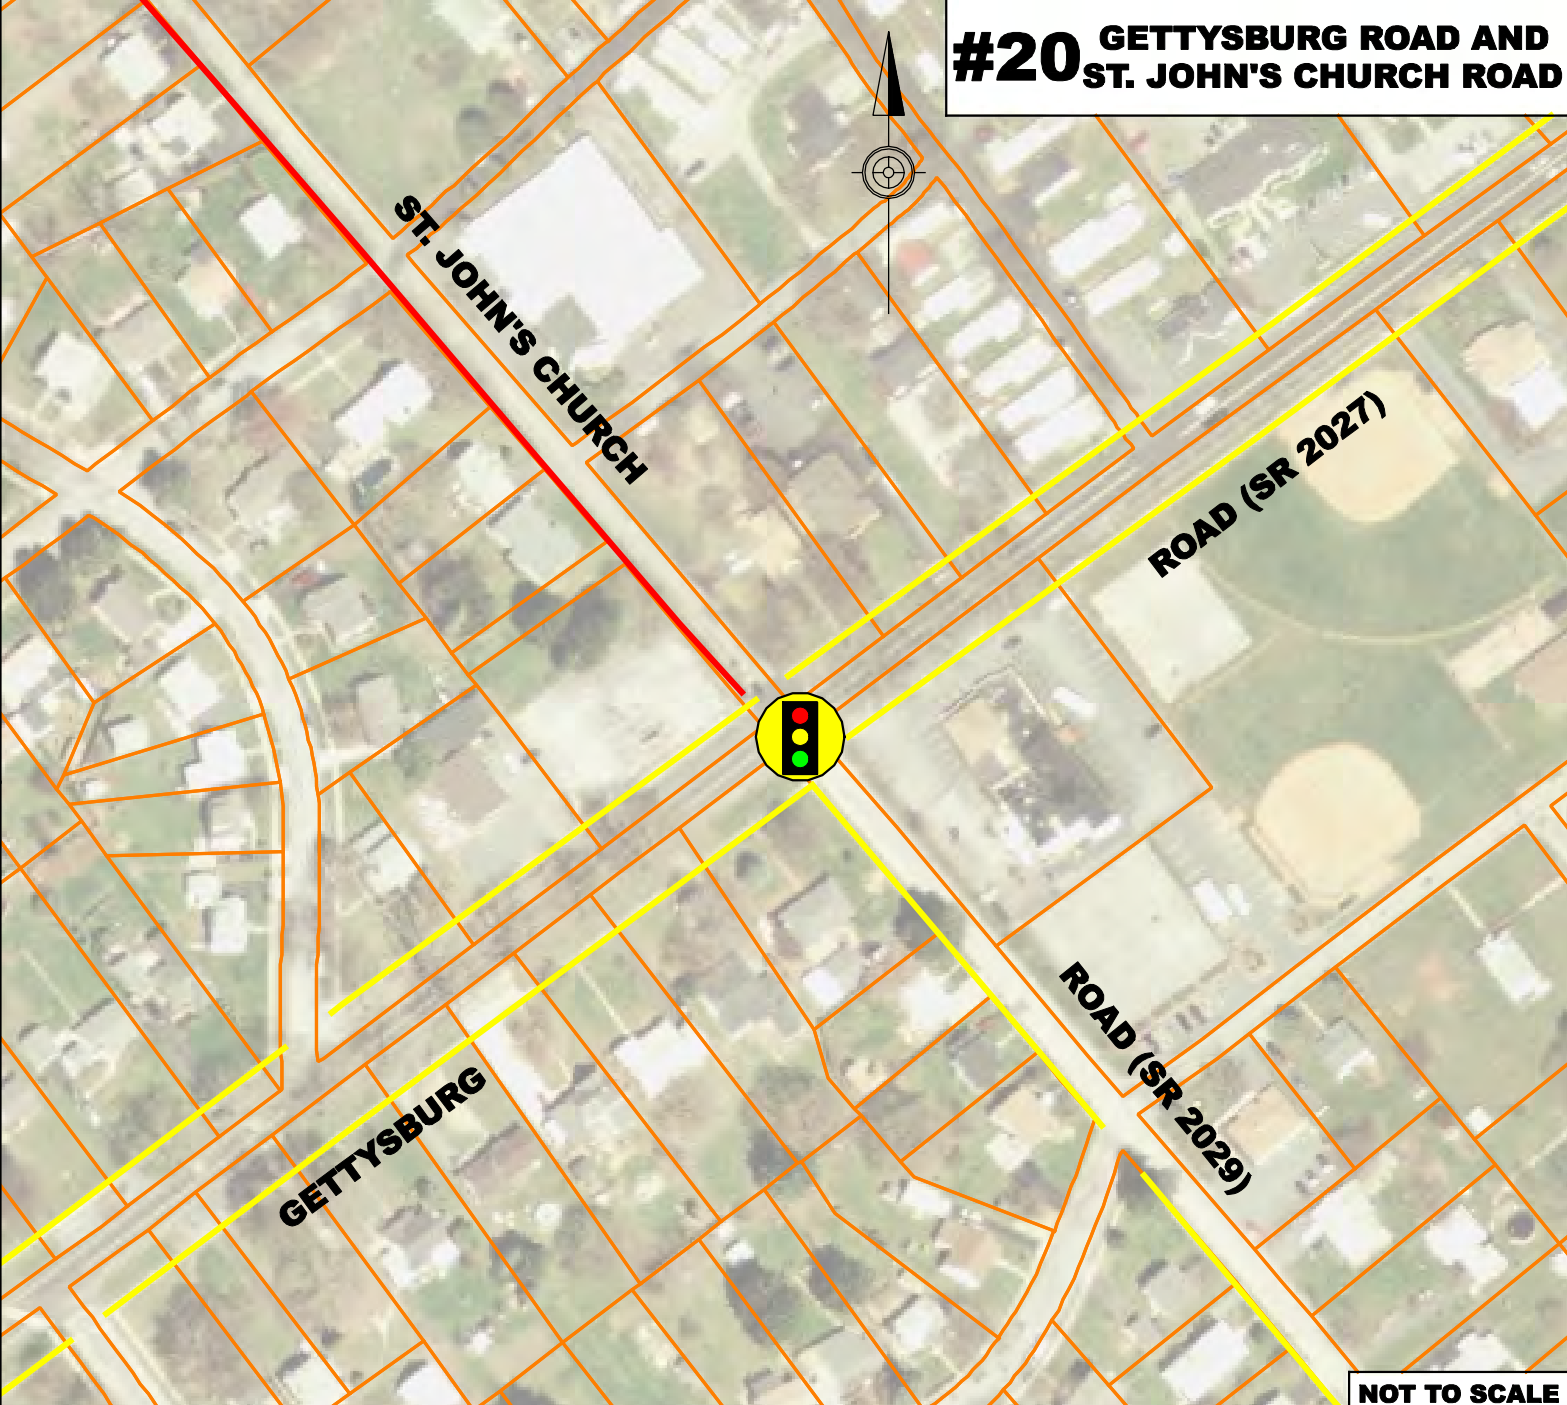 #20 GETTYSBURG ROAD AND
ST. JOHN'S CHURCH ROAD
ST. JOHN'S CHURCH
ROAD (SR 2027)
ROAD (SR 2029)
GETTYSBURG
NOT TO SCALE